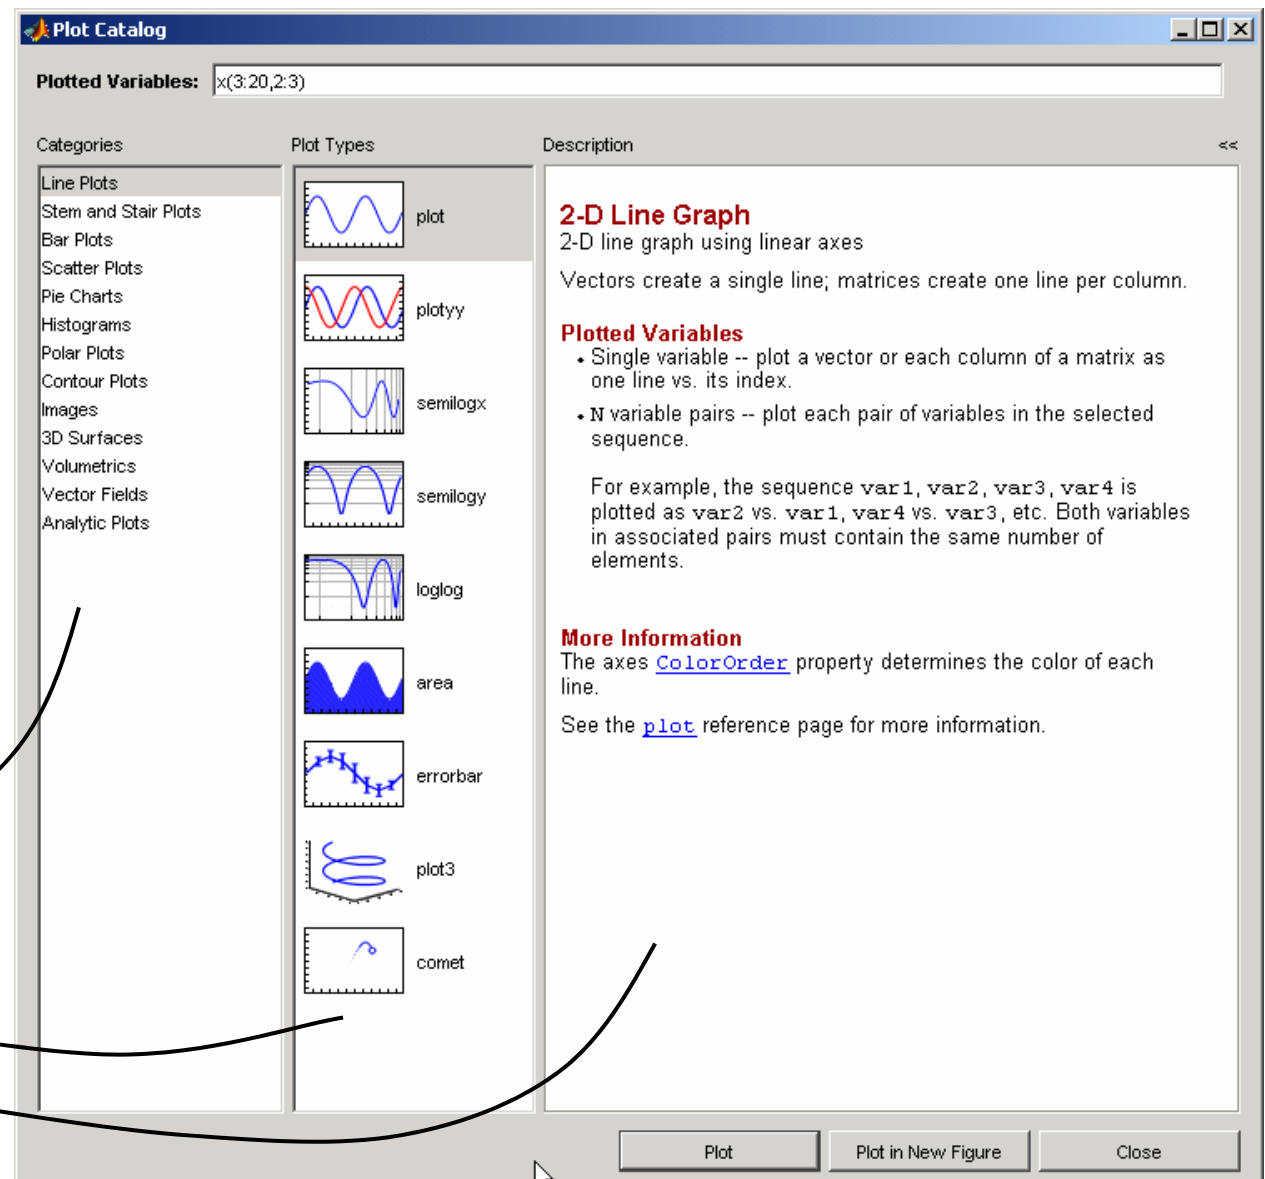 Plot Catalog
Plotted Variables: x(3:20,2:3)
Categories
Plot Types
Description
<<
Line Plots
Stem and Stair Plots
Bar Plots
Scatter Plots
Pie Charts
Histograms
Polar Plots
Contour Plots
Images
3D Surfaces
Volumetrics
Vector Fields
Analytic Plots
plot
plotyy
semilogx
semilogy
loglog
area
errorbar
plot3
comet
2-D Line Graph
2-D line graph using linear axes
Vectors create a single line; matrices create one line per column.
Plotted Variables
• Single variable -- plot a vector or each column of a matrix as
one line vs. its index.
• N variable pairs -- plot each pair of variables in the selected
sequence.
For example, the sequence var1, var2, var3, var4 is
plotted as var2 vs. var1, var4 vs. var3, etc. Both variables
in associated pairs must contain the same number of
elements.
More Information
The axes ColorOrder property determines the color of each
line.
See the plot reference page for more information.
Plot
Plot in New Figure
Close